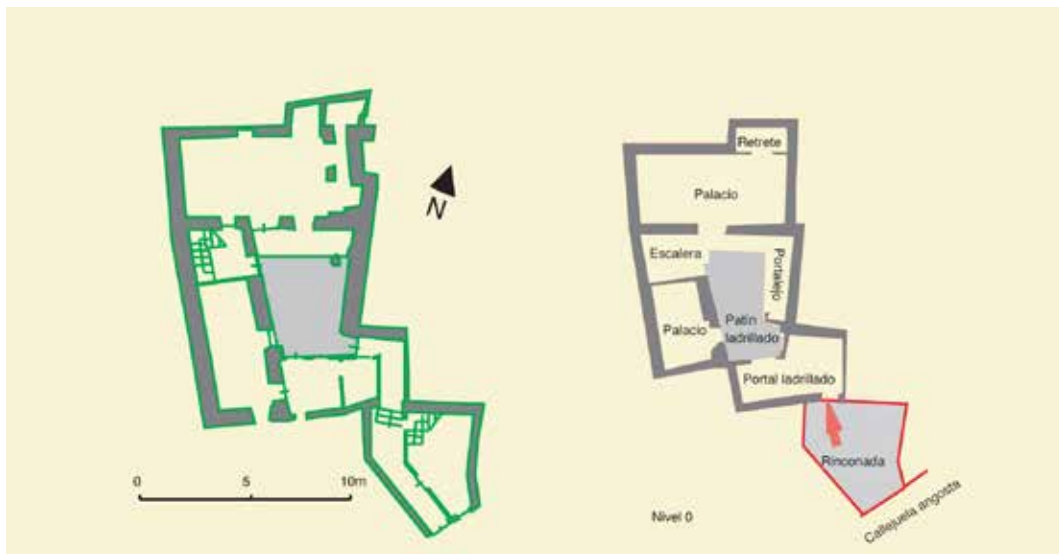 N
0 5 10m
Retrete
Palacio
Escalera
Portalejo
Palacio
Patín
ladrillado
Portal ladrillado
Rinconada
Callejuela angosta
Nivel 0